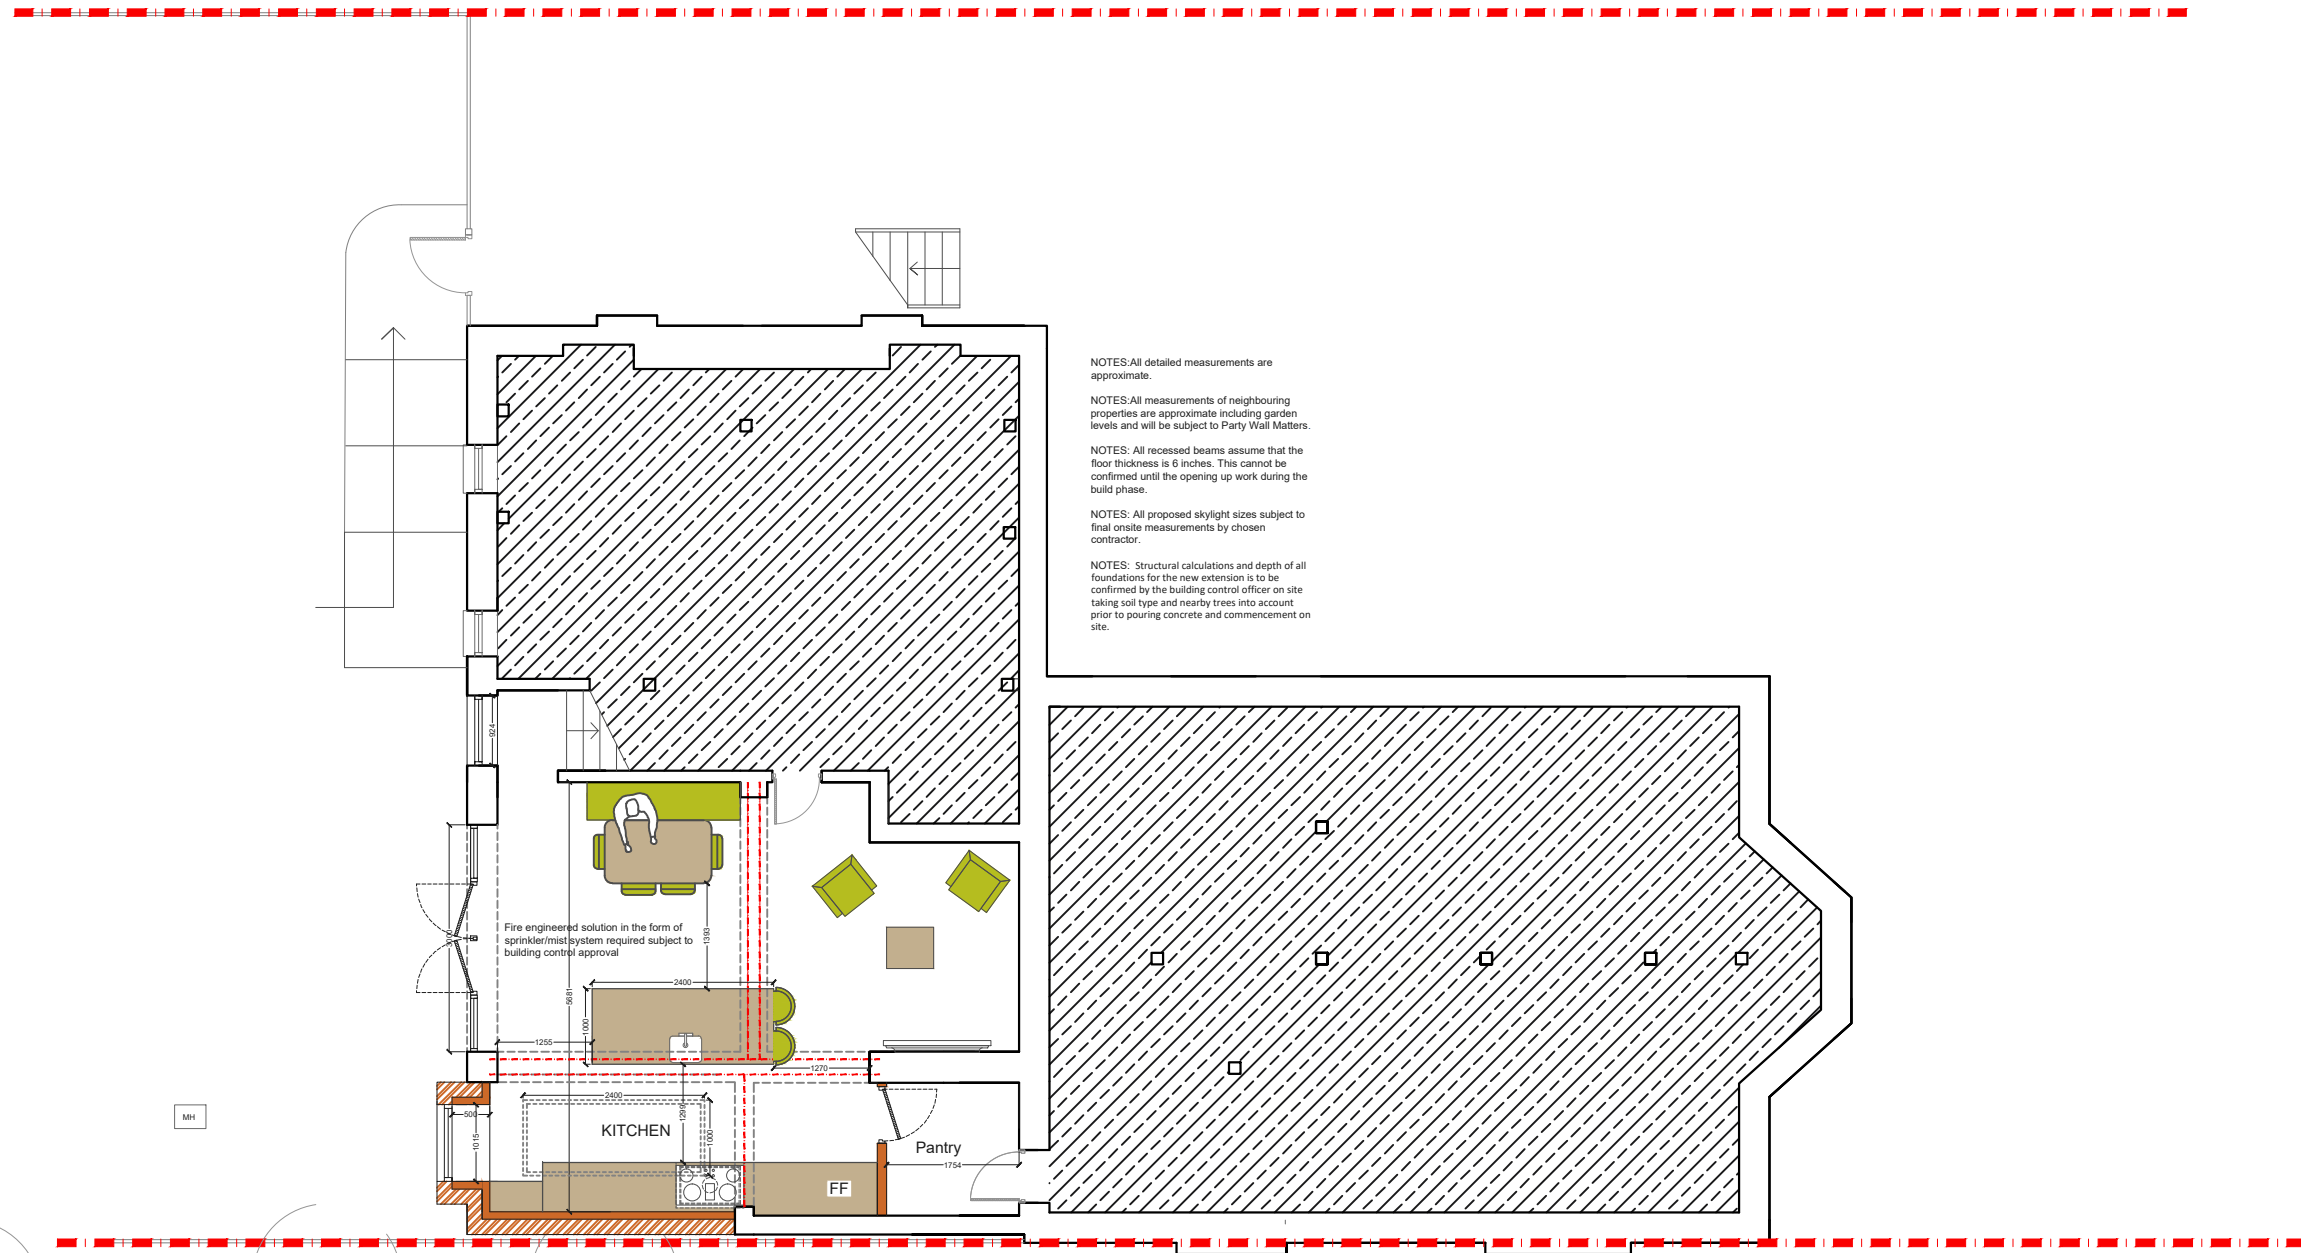 NOTES:All detailed measurements are
approximate.
NOTES:All measurements of neighbouring
properties are approximate including garden
levels and will be subject to Party Wall Matters.
NOTES: All recessed beams assume that the
floor thickness is 6 inches. This cannot be
confirmed until the opening up work during the
build phase.
NOTES: All proposed skylight sizes subject to
final onsite measurements by chosen
contractor.
NOTES: Structural calculations and depth of all
foundations for the new extension is to be
confirmed by the building control officer on site
taking soil type and nearby trees into account
prior to pouring concrete and commencement on
site.
924
3000
Fire engineered solution in the form of
sprinkler/mist system required subject to
building control approval
1393
5681
2400
1000
1255
1270
2400
1299
1000
500
1015
KITCHEN
Pantry
1754
FF
MH